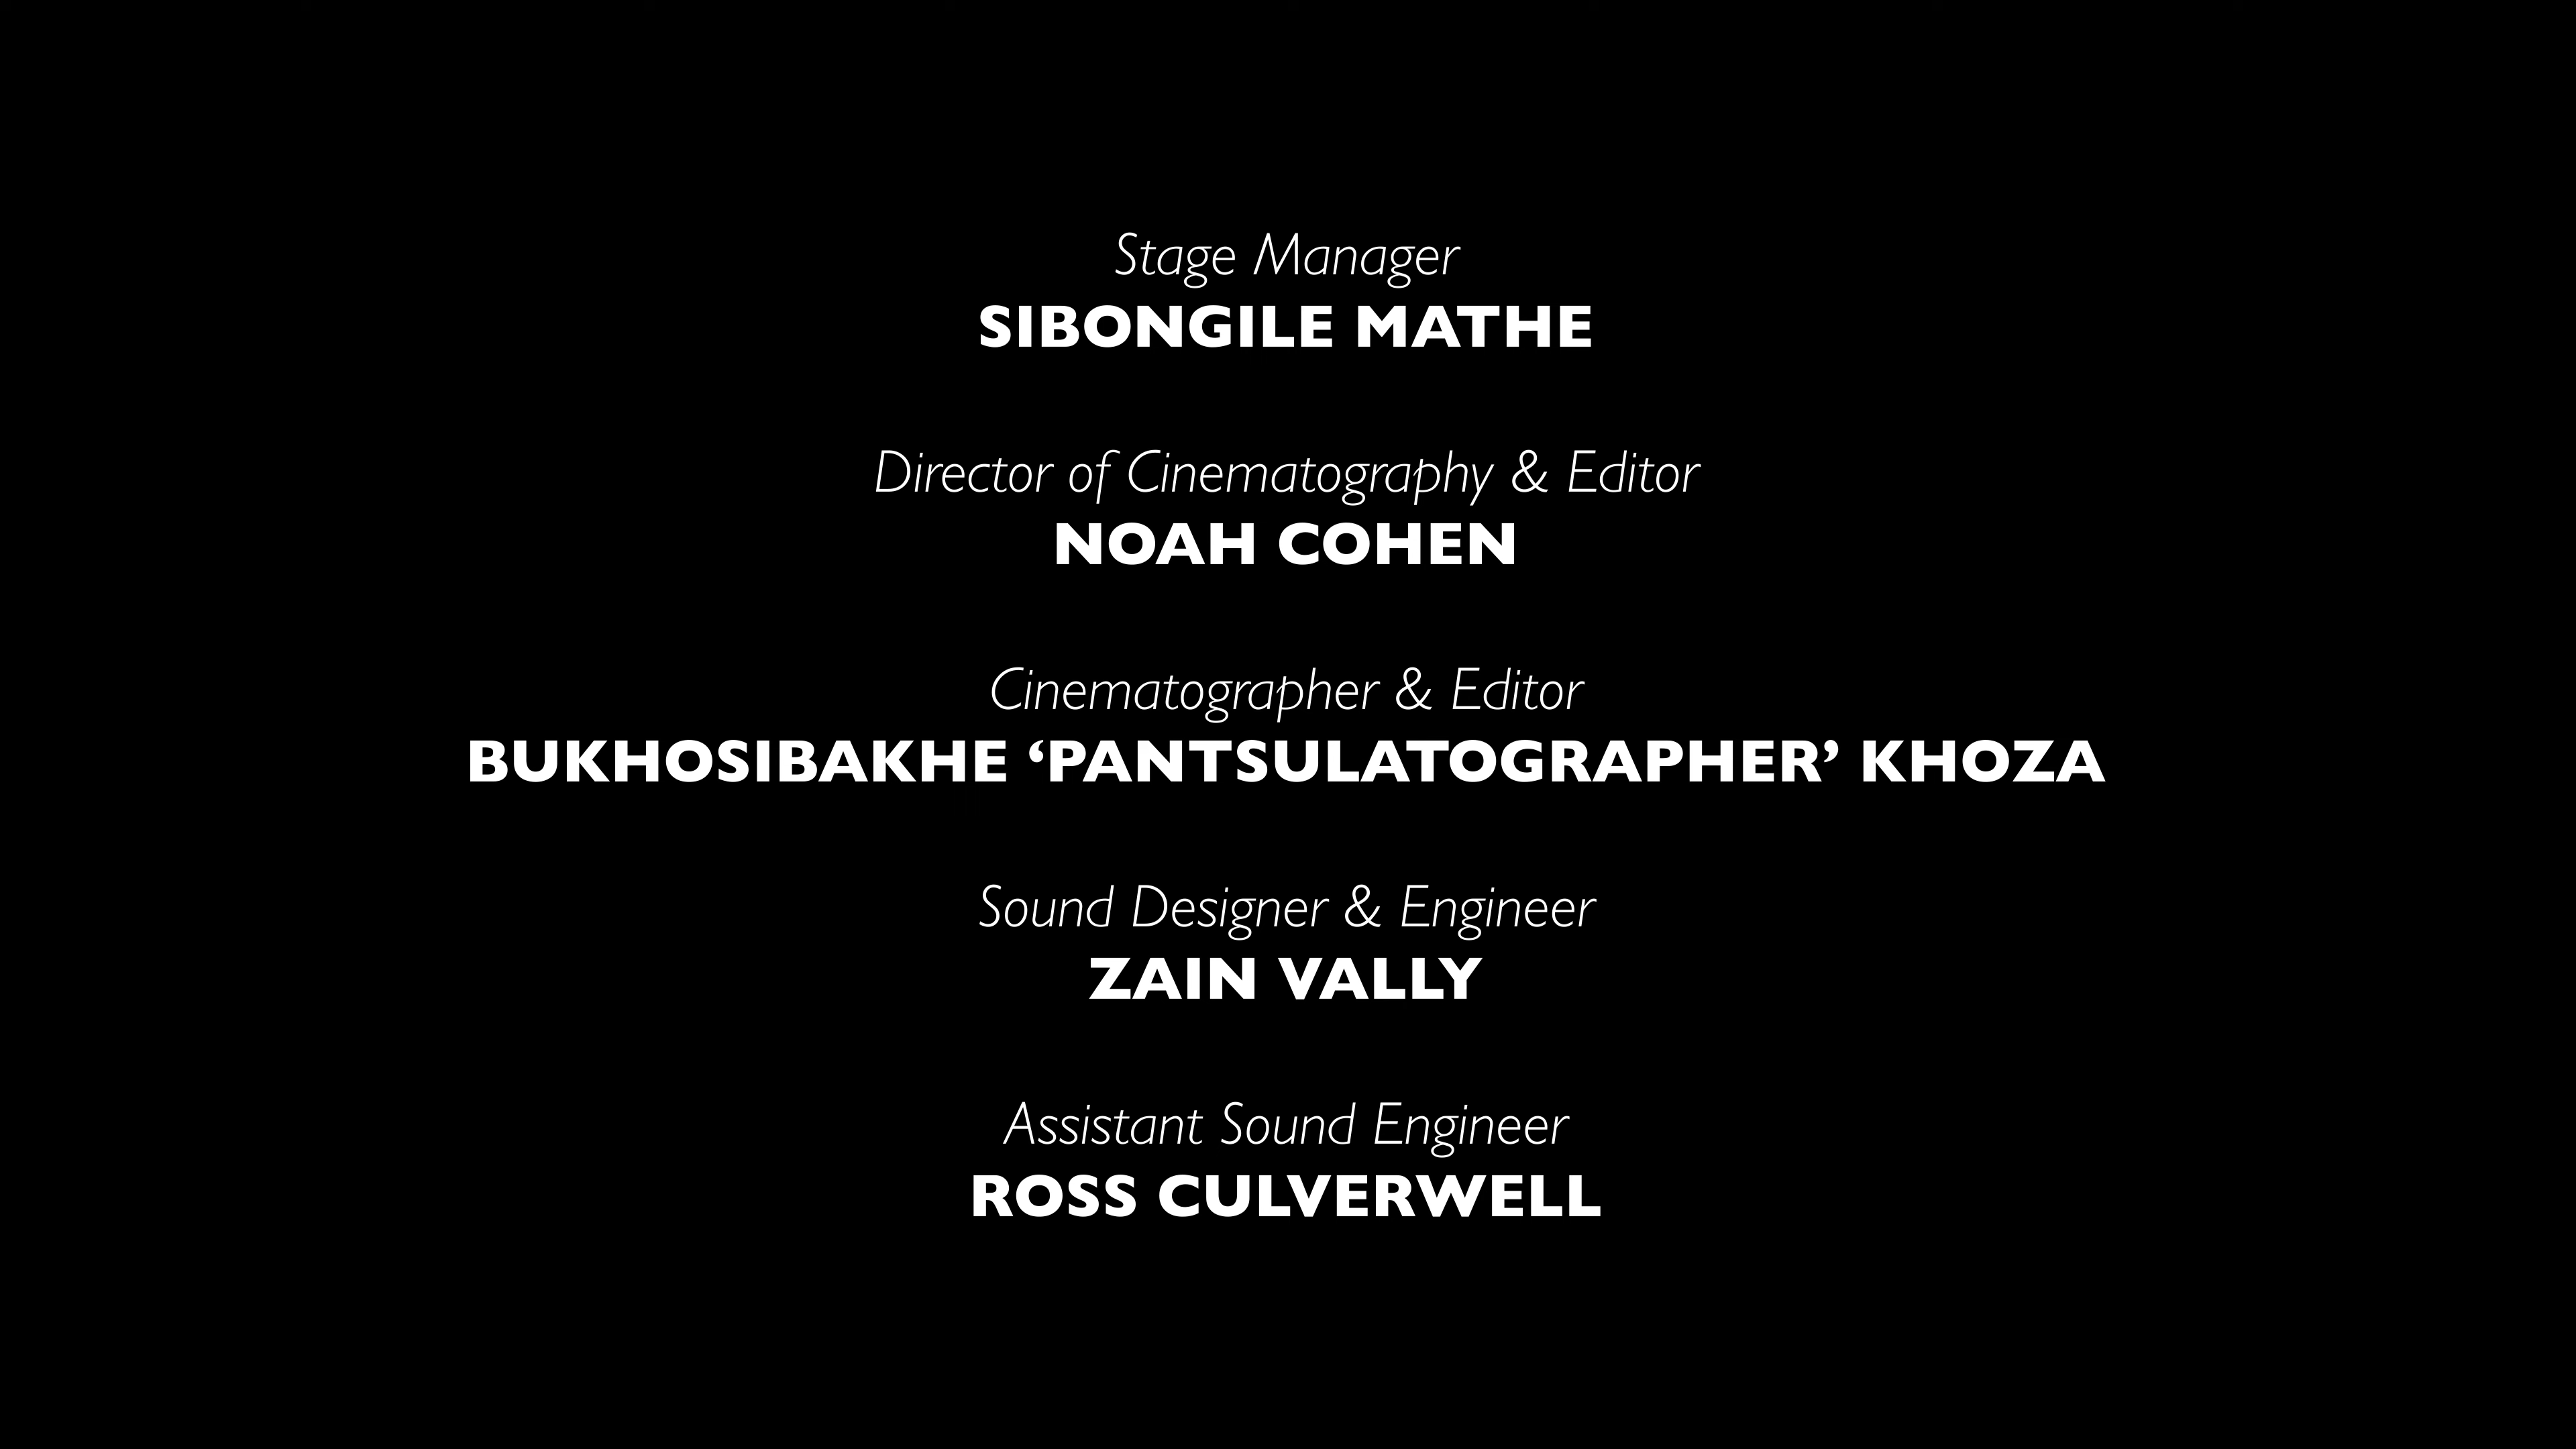 Stage Manager
SIBONGILE MATHE
Director of Cinematography & Editor
NOAH COHEN
Cinematographer & Editor
BUKHOSIBAKHE ‘PANTSULATOGRAPHER’ KHOZA
Sound Designer & Engineer
ZAIN VALLY
Assistant Sound Engineer
ROSS CULVERWELL